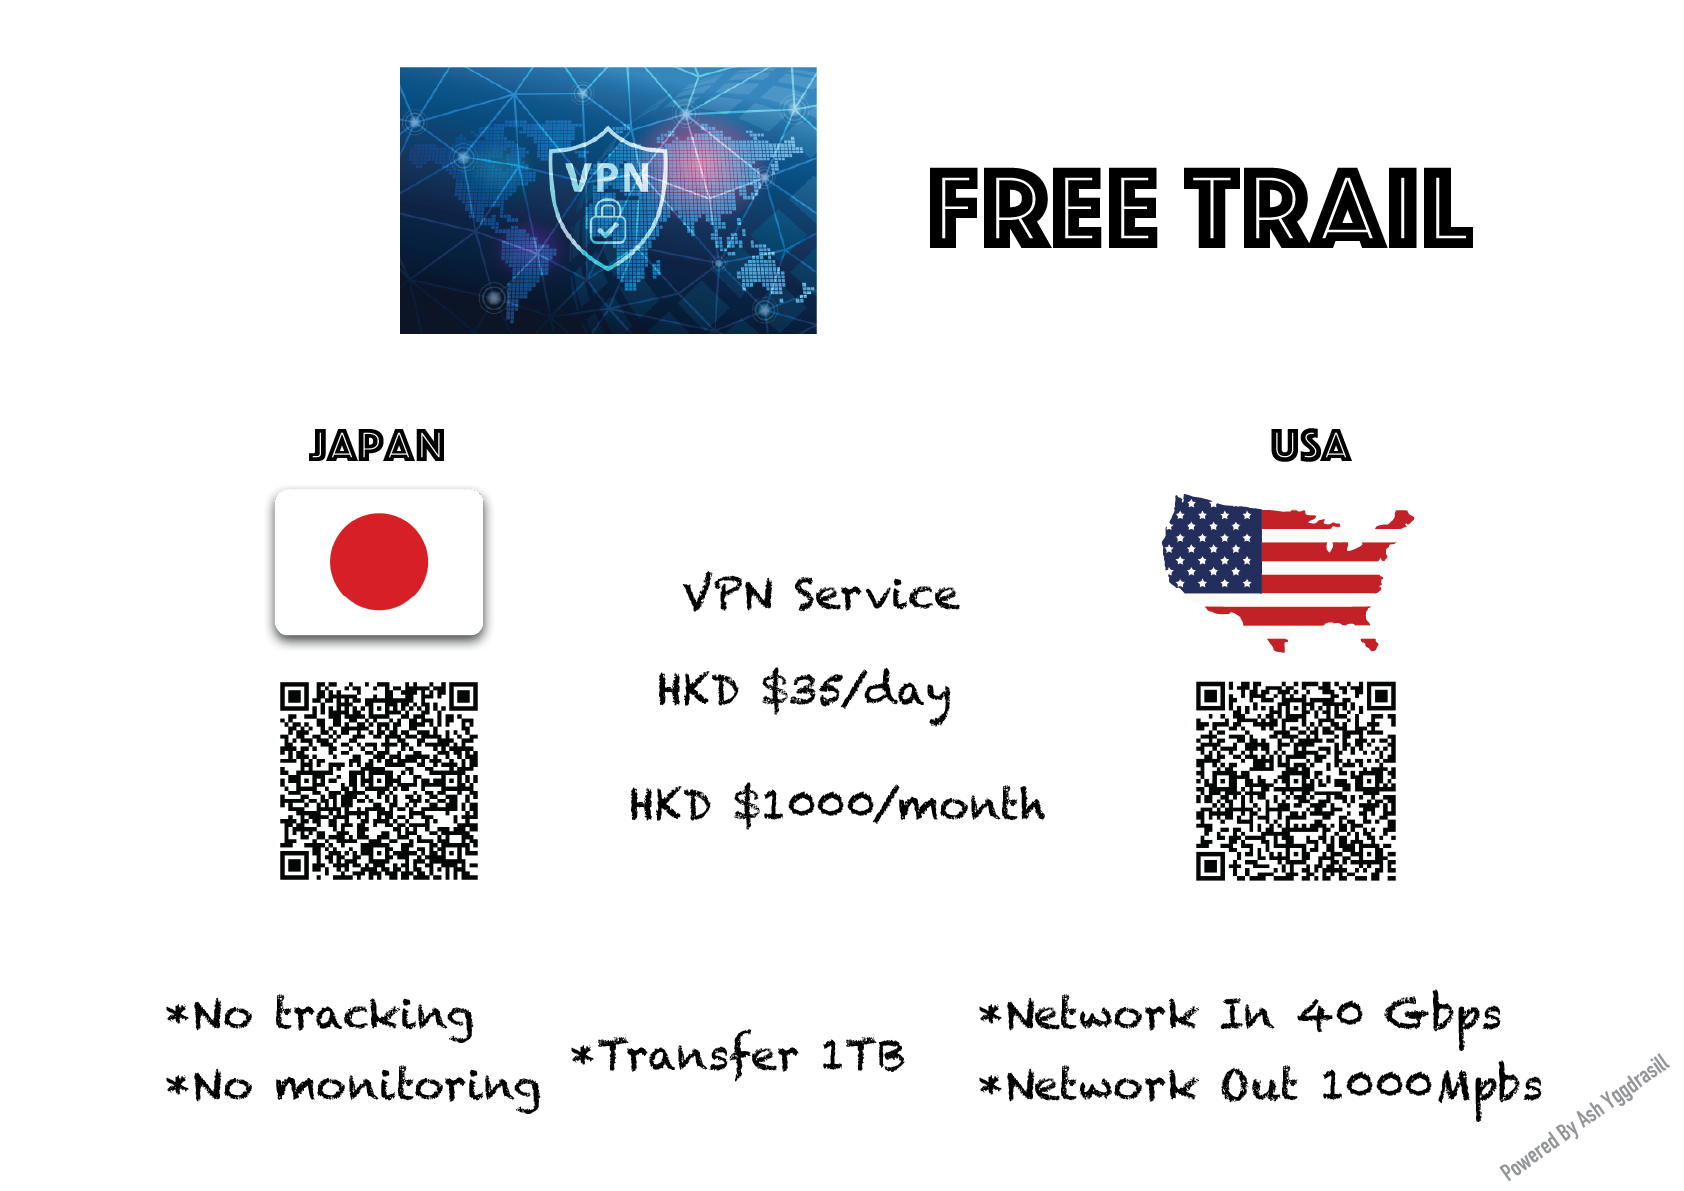 VPN
FREE TRAIL
JAPAN
USA
VPN Service
HKD $35/day
HKD $1000/month
*No tracking
*No monitoring
*Transfer 1TB
*Network In 40 Gbps
*Network Out 1000Mpbs
Powered By Ash Yggdrasill